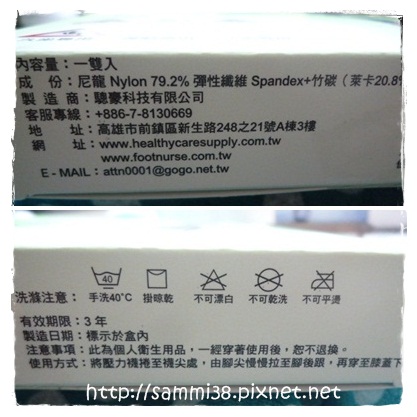 內容量：一雙入
成　份：尼龍 Nylon 79.2% 彈性纖維 Spandex+竹碳（萊卡20.8%
製 造 商：驄豪科技有限公司
客服專線：+886-7-8130669
地　　址：高雄市前鎮區新生路248之21號A棟3樓
網　　址：www.healthycaresupply.com.tw
www.footnurse.com.tw
E - MAIL：attn0001@gogo.net.tw
40
洗滌注意： 手洗40°C 掛晾乾 不可漂白 不可乾洗 不可平燙
有效期限：3 年
製造日期：標示於盒內
注意事項：此為個人衛生用品，一經穿著使用後，恕不退換。
使用方式：將壓力襪捲至襪尖處，由腳尖慢慢拉至腳後跟，再穿至膝蓋下
http://sammi38.pixnet.net